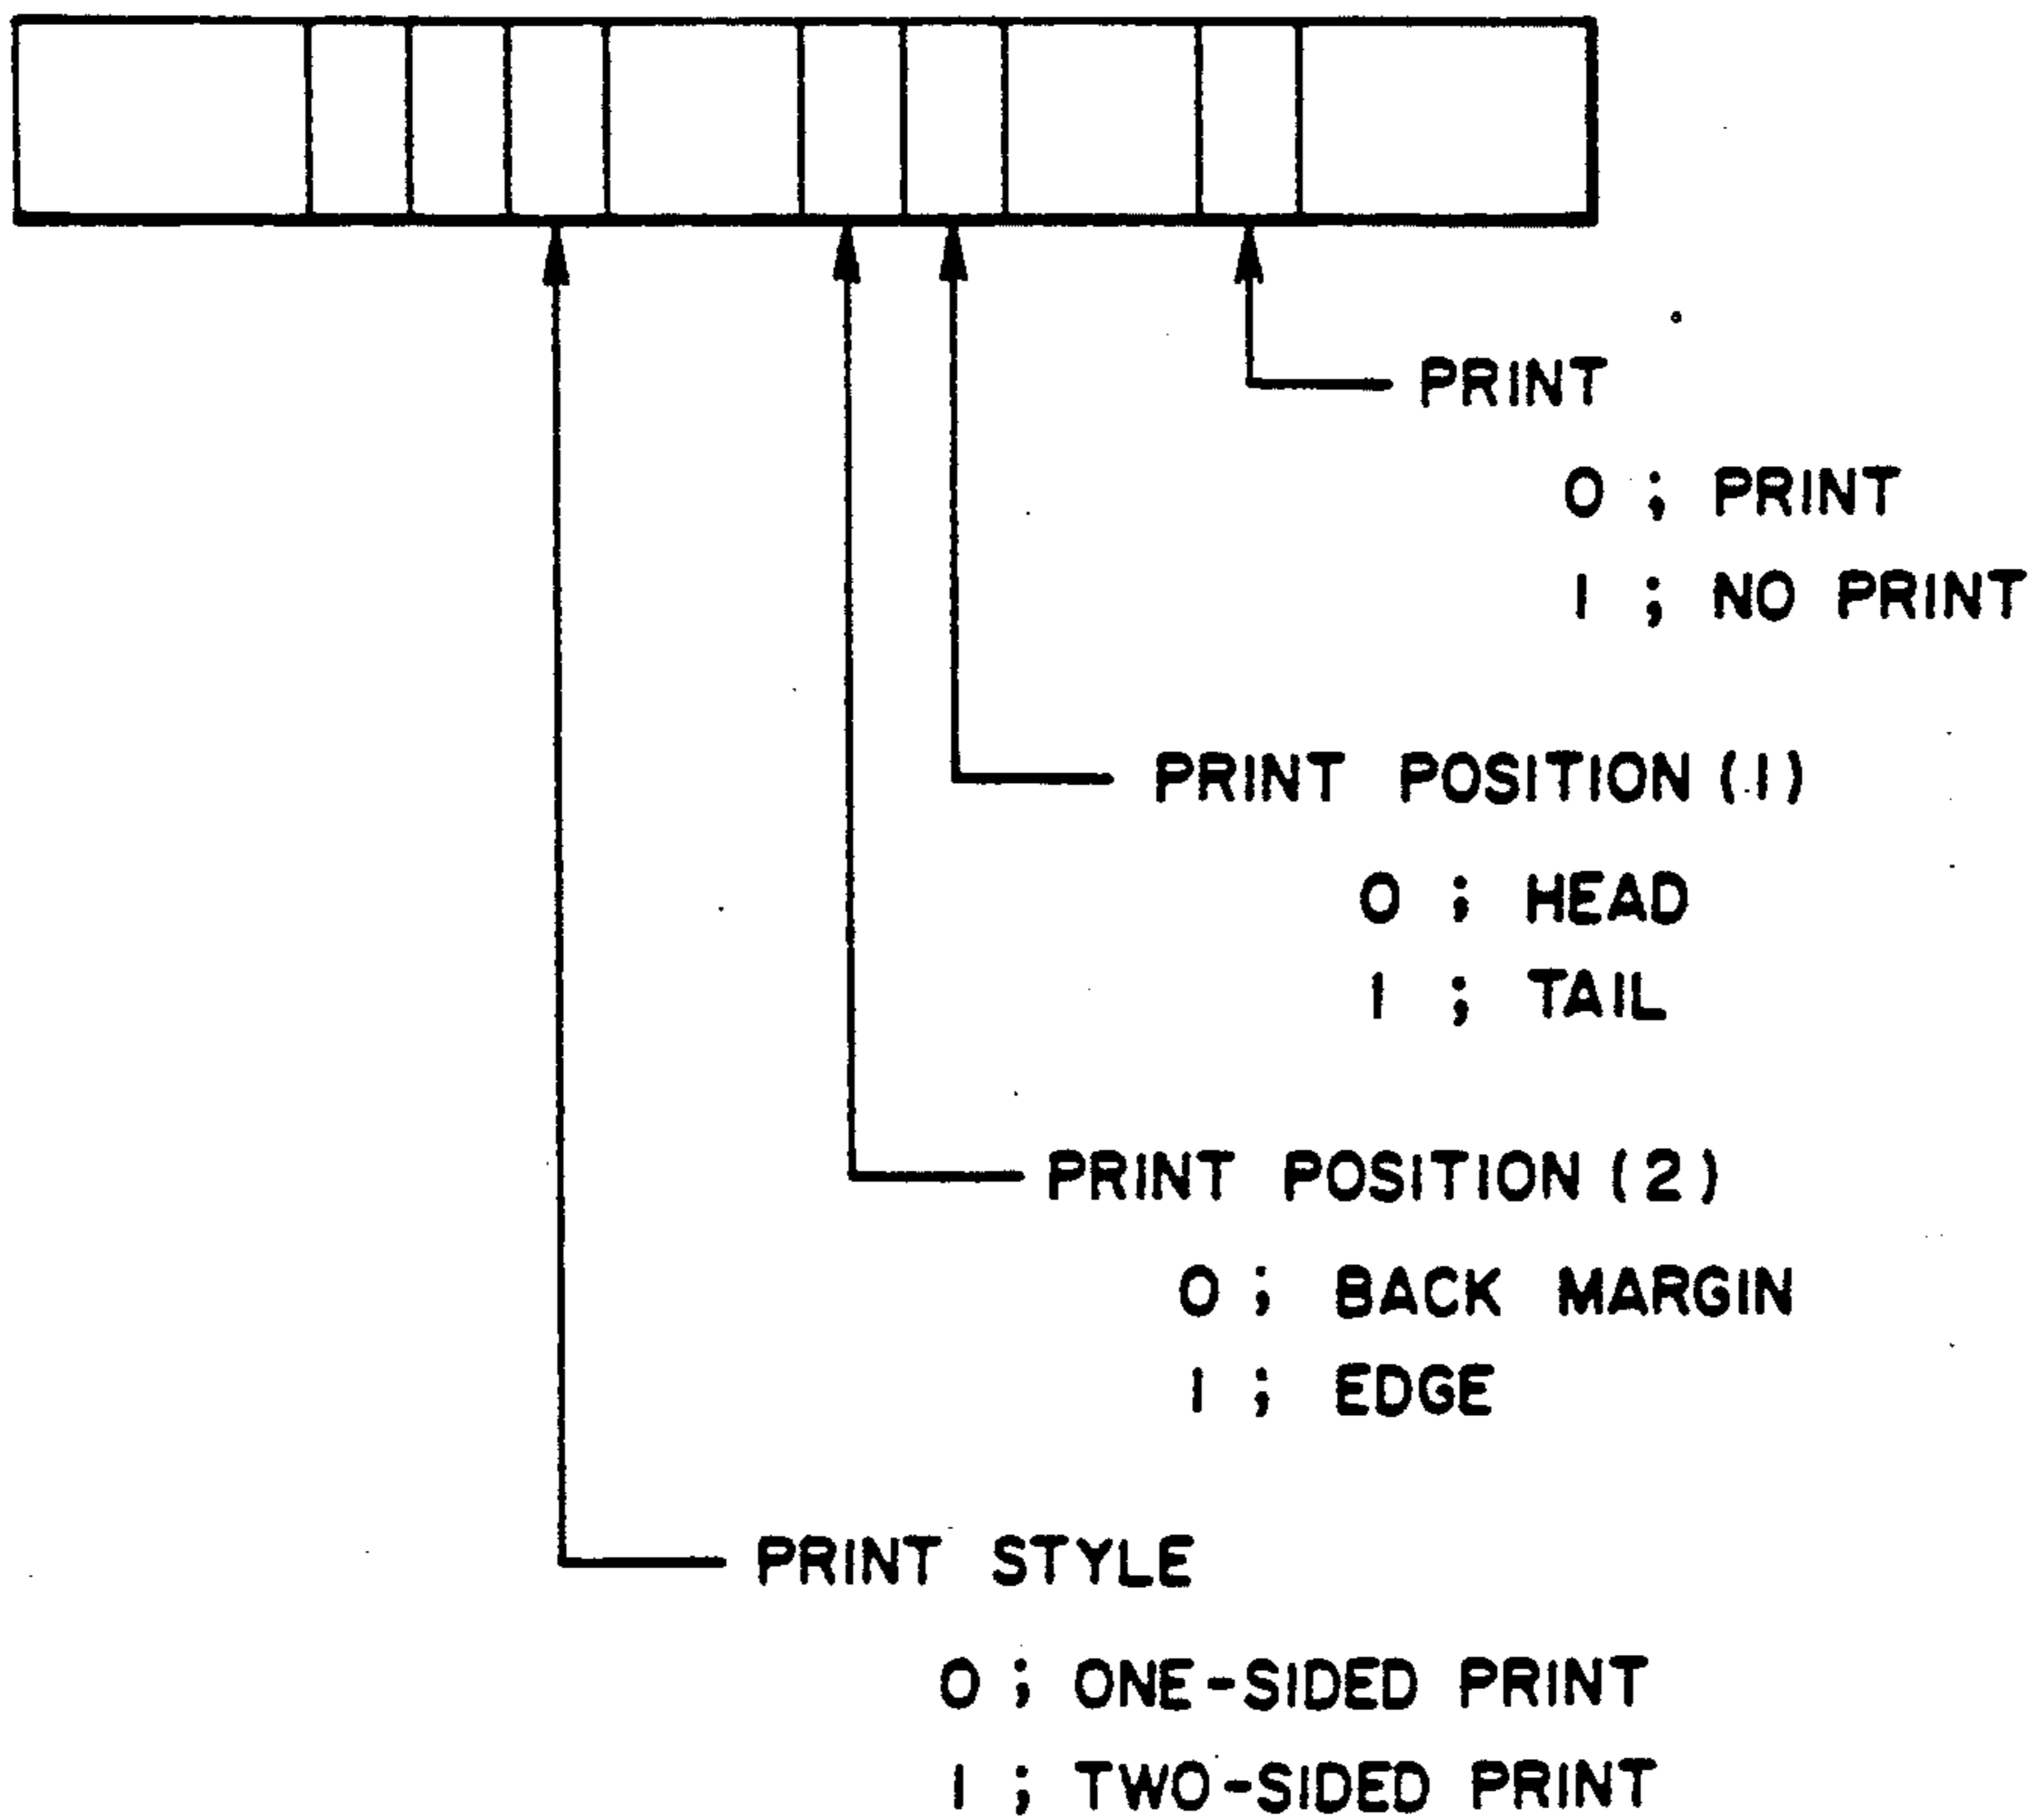 PRINT
0 ; PRINT
1 ; NO PRINT
PRINT POSITION (1)
0 ; HEAD
1 ; TAIL
PRINT POSITION (2)
0 ; BACK MARGIN
1 ; EDGE
PRINT STYLE
0 ; ONE-SIDED PRINT
1 ; TWO-SIDED PRINT